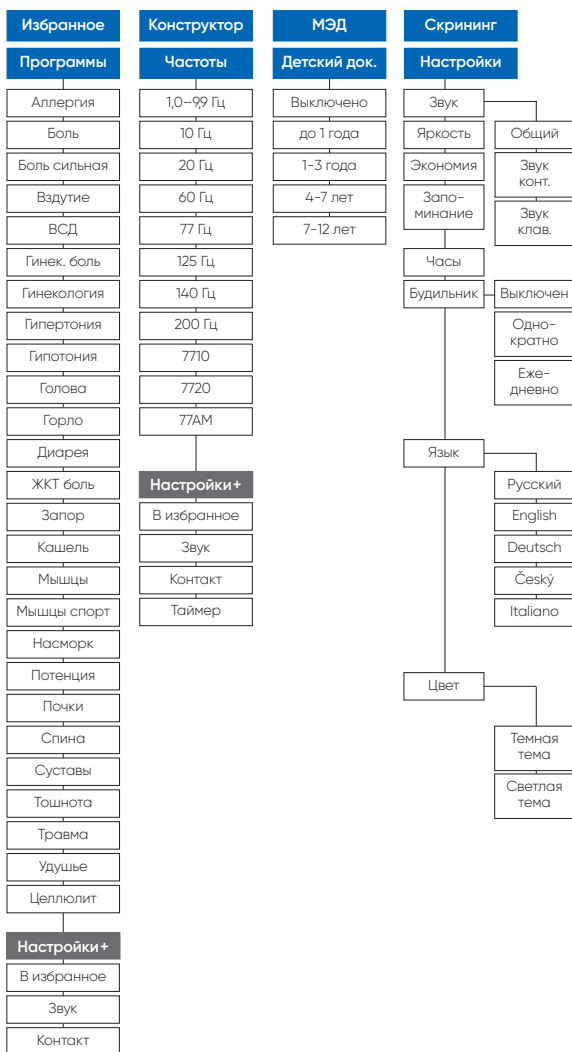 Избранное
Программы
Аллергия
Боль
Боль сильная
Вздутие
ВСД
Гинек. боль
Гинекология
Гипертония
Гипотония
Голова
Горло
Диарея
ЖКТ боль
Запор
Кашель
Мышцы
Мышцы спорт
Насморк
Потенция
Почки
Спина
Суставы
Тошнота
Травма
Удушье
Целлюлит
Настройки+
В избранное
Звук
Контакт
Конструктор
Частоты
1,0–9,9 Гц
10 Гц
20 Гц
60 Гц
77 Гц
125 Гц
140 Гц
200 Гц
7710
7720
77АМ
Настройки+
В избранное
Звук
Контакт
Таймер
МЭД
Детский док.
Выключено
до 1 года
1-3 года
4-7 лет
7-12 лет
Скрининг
Настройки
Звук
Яркость
Экономия
Запо-
минание
Часы
Будильник
Язык
Цвет
Общий
Звук
конт.
Звук
клав.
Выключен
Одно-
кратно
Еже-
дневно
Русский
English
Deutsch
Český
Italiano
Темная
тема
Светлая
тема